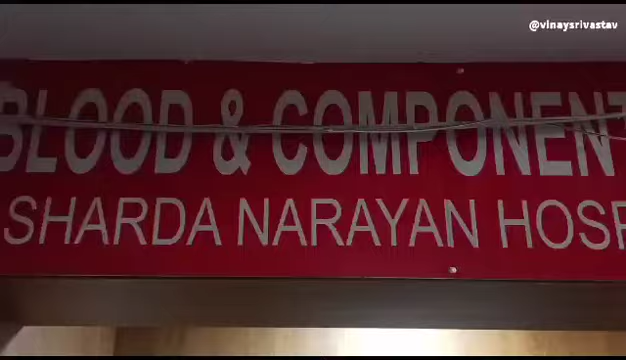 @vinaysrivastav
BLOOD & COMPONENT
SHARDA NARAYAN HOSP